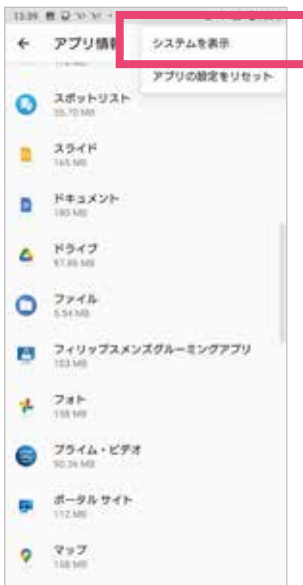 13:39
アプリ情報
システムを表示
アプリの設定をリセット
スポットリスト
55.70 MB
スライド
165 MB
ドキュメント
180 MB
ドライブ
97.86 MB
ファイル
5.54 MB
フィリップスメンズグルーミングアプリ
103 MB
フォト
158 MB
プライム・ビデオ
90.36 MB
ポータルサイト
112 MB
マップ
158 MB